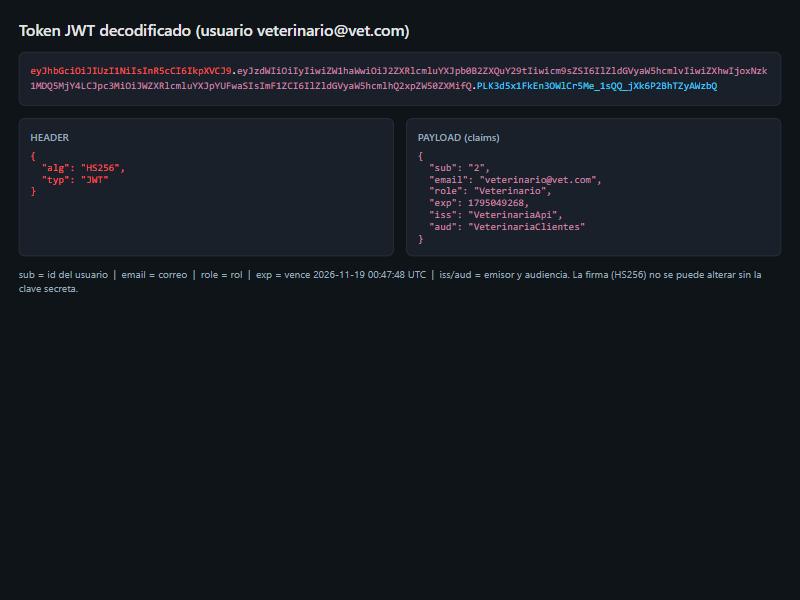 Token JWT decodificado (usuario veterinario@vet.com)
eyJhbGciOiJIUzI1NiIsInR5cCI6IkpXVCJ9.eyJzdWIiOiIyIiwiZW1haWwiOiJ2ZXRlcmluYXJpb0B2ZXQuY29tIiwicm9sZSI6IlZldGVyaW5hcmlvIiwiZXhwIjoxNzk
1MDQ5MjY4LCJpc3MiOiJWZXRlcmluYXJpYUFwaSIsImF1ZCI6IlZldGVyaW5hcmlhQ2xpZW50ZXMifQ.PLK3d5x1FkEn3OWlCr5Me_1sQQ_jXk6P2BhTZyAWzbQ
HEADER
{
  "alg": "HS256",
  "typ": "JWT"
}
PAYLOAD (claims)
{
  "sub": "2",
  "email": "veterinario@vet.com",
  "role": "Veterinario",
  "exp": 1795049268,
  "iss": "VeterinariaApi",
  "aud": "VeterinariaClientes"
}
sub = id del usuario | email = correo | role = rol | exp = vence 2026-11-19 00:47:48 UTC | iss/aud = emisor y audiencia. La firma (HS256) no se puede alterar sin la
clave secreta.